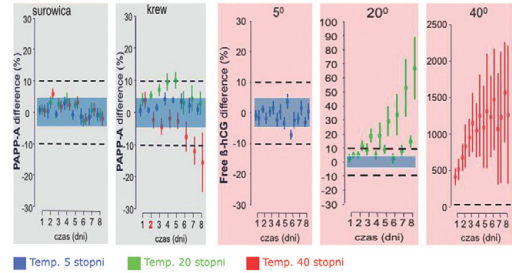 surowica
krew
5⁰
20⁰
40⁰
PAPP-A difference (%)
30
20
10
0
-10
-20
-30
1 2 3 4 5 6 7 8
czas (dni)
PAPP-A difference (%)
30
20
10
0
-10
-20
-30
1 2 3 4 5 6 7 8
czas (dni)
Free ß-hCG difference (%)
30
20
10
0
-10
-20
-30
1 2 3 4 5 6 7 8
czas (dni)
100
90
80
70
60
50
40
30
20
10
0
-10
-20
-30
1 2 3 4 5 6 7 8
czas (dni)
2500
2000
1500
1000
500
0
1 2 3 4 5 6 7 8
czas (dni)
Temp. 5 stopni Temp. 20 stopni Temp. 40 stopni